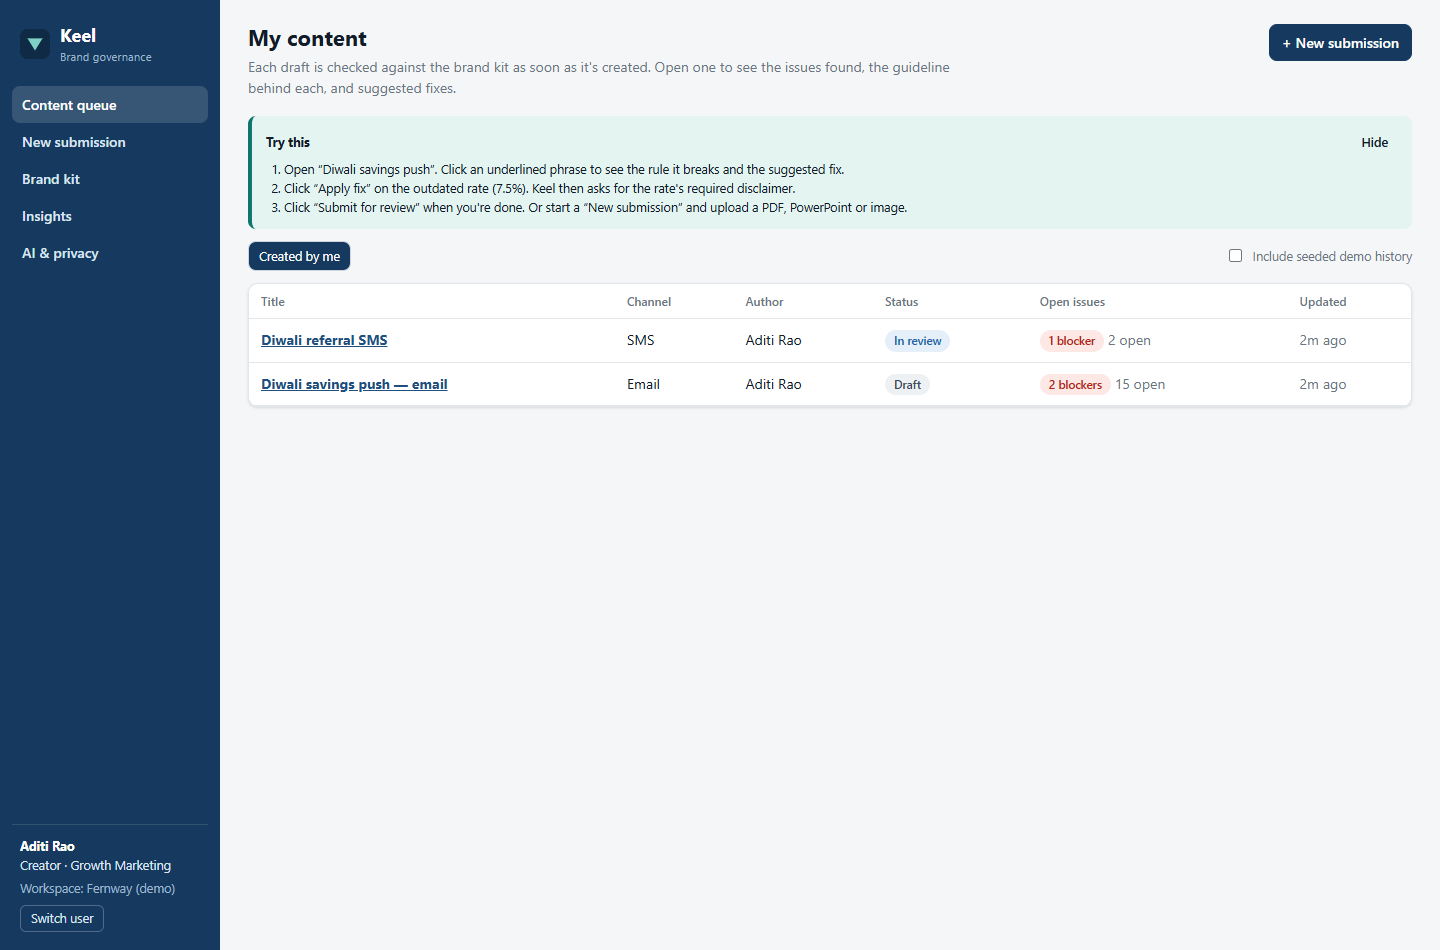 Keel
Brand governance
Content queue
New submission
Brand kit
Insights
AI & privacy
Aditi Rao
Creator · Growth Marketing
Workspace: Fernway (demo)
Switch user
My content
Each draft is checked against the brand kit as soon as it's created. Open one to see the issues found, the guideline
behind each, and suggested fixes.
+ New submission
Try this
Hide
1. Open “Diwali savings push”. Click an underlined phrase to see the rule it breaks and the suggested fix.
2. Click “Apply fix” on the outdated rate (7.5%). Keel then asks for the rate's required disclaimer.
3. Click “Submit for review” when you're done. Or start a “New submission” and upload a PDF, PowerPoint or image.
Created by me
Include seeded demo history
Title Channel Author Status Open issues Updated
Diwali referral SMS SMS Aditi Rao In review 1 blocker 2 open 2m ago
Diwali savings push — email Email Aditi Rao Draft 2 blockers 15 open 2m ago